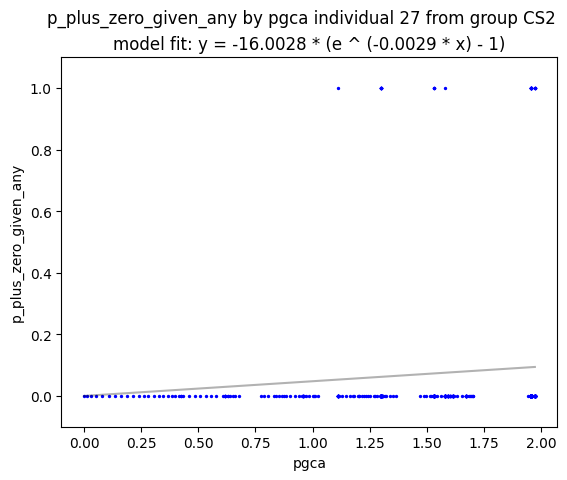 p_plus_zero_given_any by pgca individual 27 from group CS2
model fit: y = -16.0028 * (e ^ (-0.0029 * x) - 1)
1.0
0.8
0.6
0.4
0.2
0.0
p_plus_zero_given_any
0.00 0.25 0.50 0.75 1.00 1.25 1.50 1.75 2.00
pgca